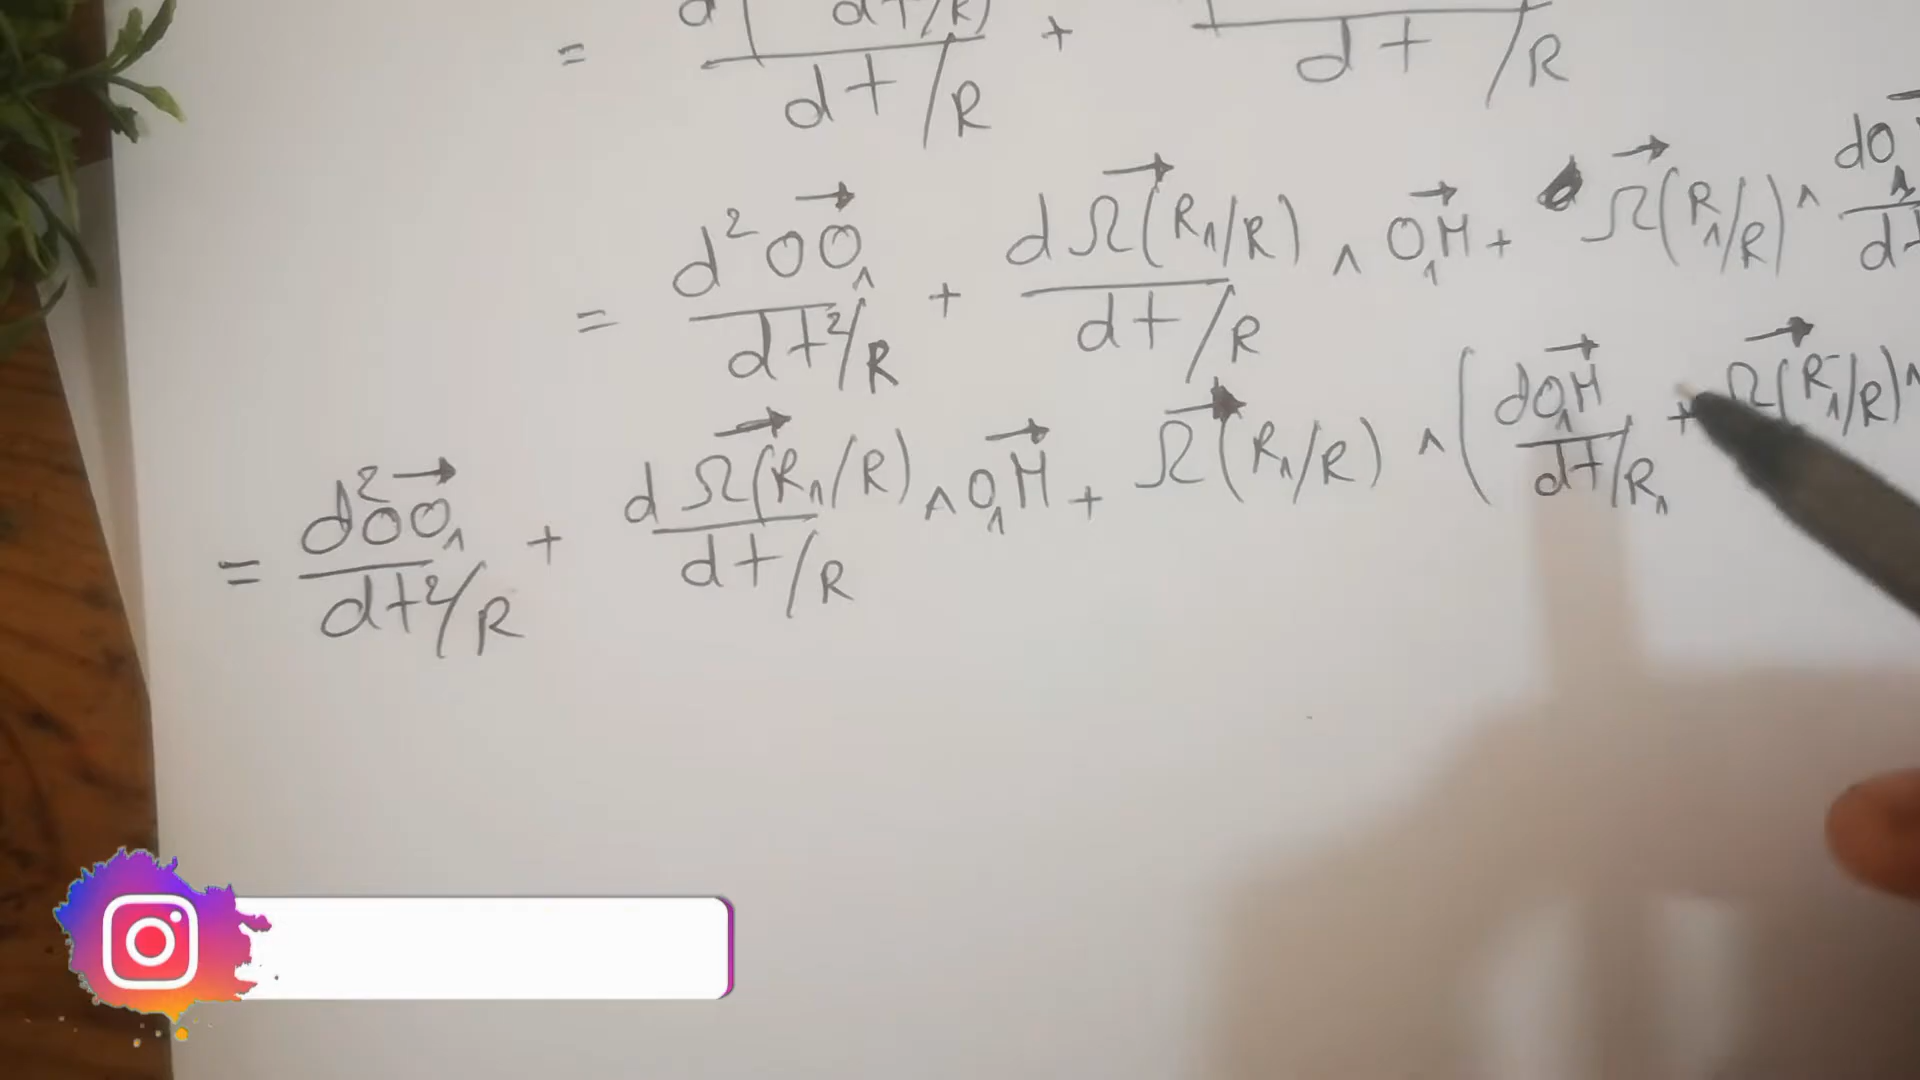 = dt/R + dt/R
= d²OO₁/dt²/R + dΩ(R₁/R)/dt/R ∧ O₁M + Ω(R₁/R) ∧
= d²OO₁/dt²/R + dΩ(R₁/R)/dt/R ∧ O₁M + Ω(R₁/R) ∧ (dO₁M/dt/R₁ + Ω(R₁/R) ∧